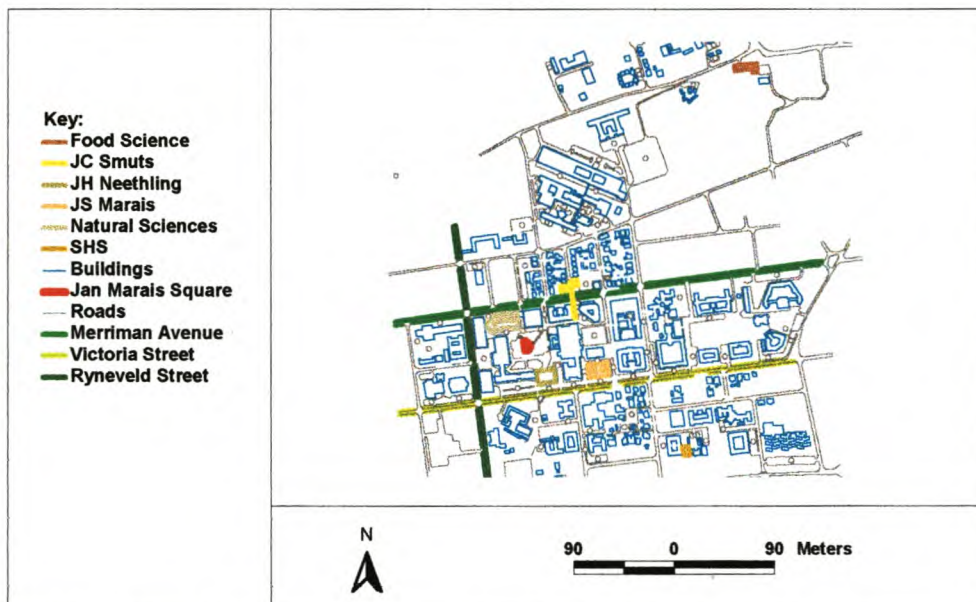 Key:
Food Science
JC Smuts
JH Neethling
JS Marais
Natural Sciences
SHS
Buildings
Jan Marais Square
Roads
Merriman Avenue
Victoria Street
Ryneveld Street
N
90 0 90 Meters